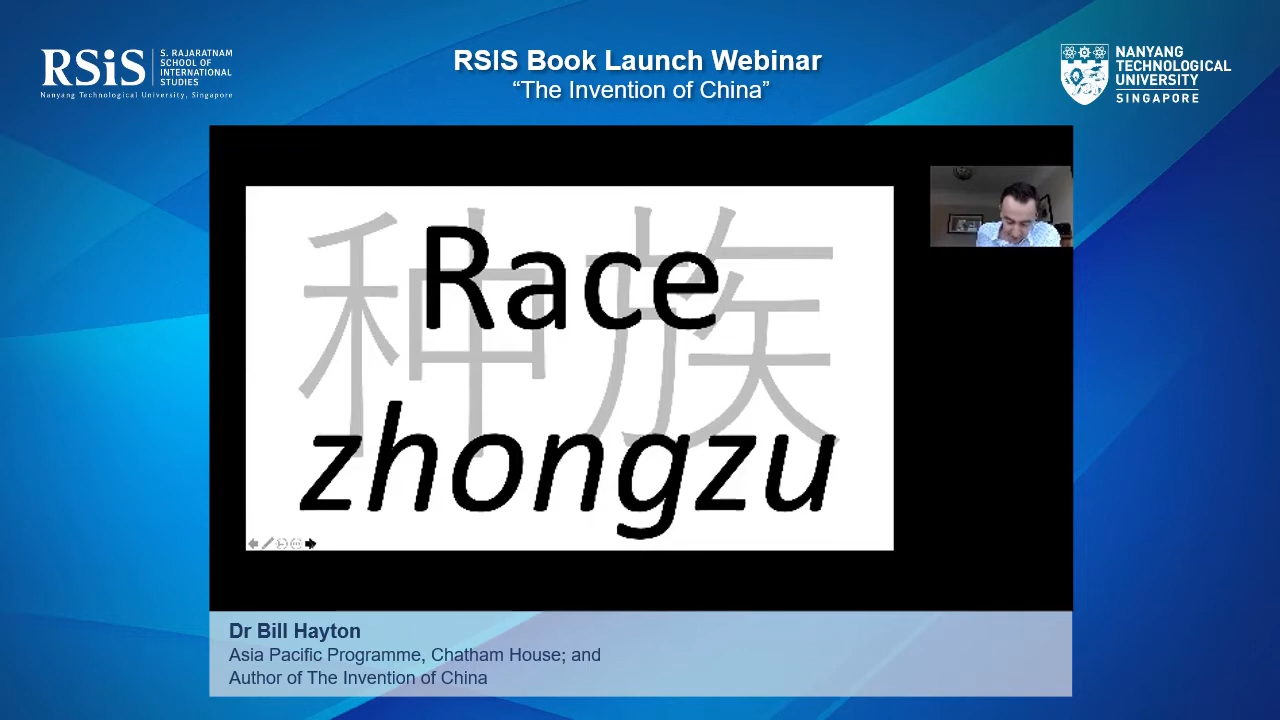 RSiS
S. RAJARATNAM
SCHOOL OF
INTERNATIONAL
STUDIES
Nanyang Technological University, Singapore
RSIS Book Launch Webinar
“The Invention of China”
NANYANG
TECHNOLOGICAL
UNIVERSITY
SINGAPORE
种族
Race
zhongzu
Dr Bill Hayton
Asia Pacific Programme, Chatham House; and
Author of The Invention of China